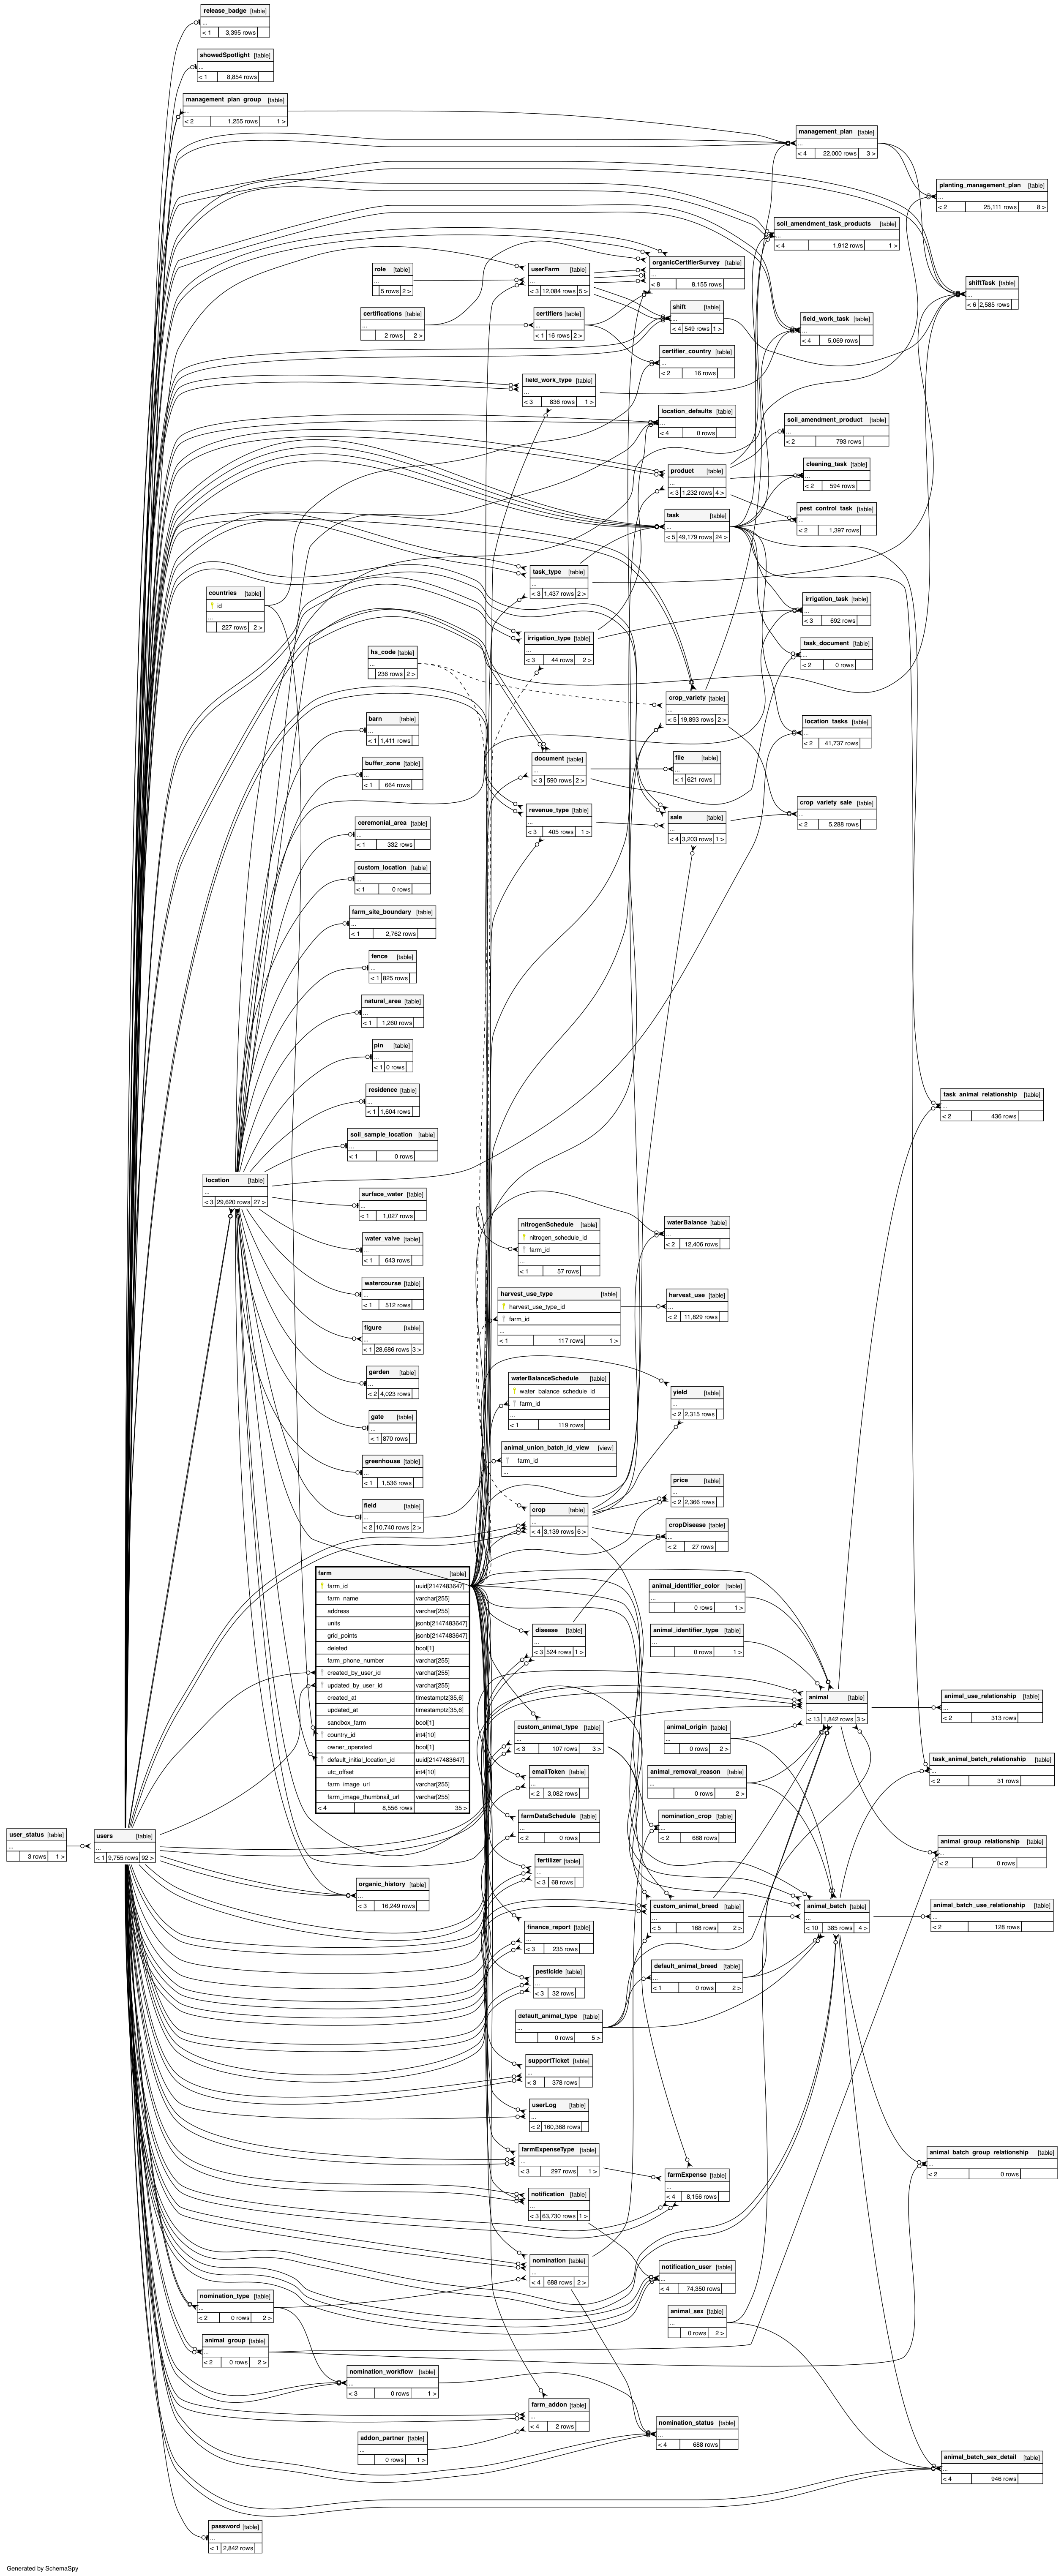 release_badge [table]
...
< 1 3,395 rows
showedSpotlight [table]
...
< 1 8,854 rows
management_plan_group [table]
...
< 2 1,255 rows 1 >
management_plan [table]
...
< 4 22,000 rows 3 >
planting_management_plan [table]
...
< 2 25,111 rows 8 >
soil_amendment_task_products [table]
...
< 4 1,912 rows 1 >
role [table]
...
5 rows 2 >
userFarm [table]
...
< 3 12,084 rows 5 >
organicCertifierSurvey [table]
...
< 8 8,155 rows
shiftTask [table]
...
< 6 2,585 rows
certifications [table]
...
2 rows 2 >
certifiers [table]
...
< 1 16 rows 2 >
shift [table]
...
< 4 549 rows 1 >
field_work_task [table]
...
< 4 5,069 rows
certifier_country [table]
...
< 2 16 rows
field_work_type [table]
...
< 3 836 rows 1 >
location_defaults [table]
...
< 4 0 rows
soil_amendment_product [table]
...
< 2 793 rows
product [table]
...
< 3 1,232 rows 4 >
cleaning_task [table]
...
< 2 594 rows
pest_control_task [table]
...
< 2 1,397 rows
task [table]
...
< 5 49,179 rows 24 >
task_type [table]
...
< 3 1,437 rows 2 >
countries [table]
id
...
227 rows 2 >
irrigation_task [table]
...
< 3 692 rows
irrigation_type [table]
...
< 3 44 rows 2 >
task_document [table]
...
< 2 0 rows
hs_code [table]
...
236 rows 2 >
crop_variety [table]
...
< 5 19,893 rows 2 >
barn [table]
...
< 1 1,411 rows
location_tasks [table]
...
< 2 41,737 rows
buffer_zone [table]
...
< 1 664 rows
document [table]
...
< 3 590 rows 2 >
file [table]
...
< 1 621 rows
revenue_type [table]
...
< 3 405 rows 1 >
sale [table]
...
< 4 3,203 rows 1 >
crop_variety_sale [table]
...
< 2 5,288 rows
ceremonial_area [table]
...
< 1 332 rows
custom_location [table]
...
< 1 0 rows
farm_site_boundary [table]
...
< 1 2,762 rows
fence [table]
...
< 1 825 rows
natural_area [table]
...
< 1 1,260 rows
pin [table]
...
< 1 0 rows
residence [table]
...
< 1 1,604 rows
task_animal_relationship [table]
...
< 2 436 rows
soil_sample_location [table]
...
< 1 0 rows
location [table]
...
< 3 29,620 rows 27 >
surface_water [table]
...
< 1 1,027 rows
nitrogenSchedule [table]
nitrogen_schedule_id
farm_id
...
< 1 57 rows
waterBalance [table]
...
< 2 12,406 rows
water_valve [table]
...
< 1 643 rows
watercourse [table]
...
< 1 512 rows
harvest_use_type [table]
harvest_use_type_id
farm_id
...
< 1 117 rows 1 >
harvest_use [table]
...
< 2 11,829 rows
figure [table]
...
< 1 28,686 rows 3 >
garden [table]
...
< 2 4,023 rows
waterBalanceSchedule [table]
water_balance_schedule_id
farm_id
...
< 1 119 rows
yield [table]
...
< 2 2,315 rows
gate [table]
...
< 1 870 rows
animal_union_batch_id_view [view]
farm_id
...
greenhouse [table]
...
< 1 1,536 rows
price [table]
...
< 2 2,366 rows
field [table]
...
< 2 10,740 rows 2 >
crop [table]
...
< 4 3,139 rows 6 >
cropDisease [table]
...
< 2 27 rows
farm [table]
farm_id uuid[2147483647]
farm_name varchar[255]
address varchar[255]
units jsonb[2147483647]
grid_points jsonb[2147483647]
deleted bool[1]
farm_phone_number varchar[255]
created_by_user_id varchar[255]
updated_by_user_id varchar[255]
created_at timestamptz[35,6]
updated_at timestamptz[35,6]
sandbox_farm bool[1]
country_id int4[10]
owner_operated bool[1]
default_initial_location_id uuid[2147483647]
utc_offset int4[10]
farm_image_url varchar[255]
farm_image_thumbnail_url varchar[255]
< 4 8,556 rows 35 >
animal_identifier_color [table]
...
0 rows 1 >
disease [table]
...
< 3 524 rows 1 >
animal_identifier_type [table]
...
0 rows 1 >
animal [table]
...
< 13 1,842 rows 3 >
animal_use_relationship [table]
...
< 2 313 rows
custom_animal_type [table]
...
< 3 107 rows 3 >
animal_origin [table]
...
0 rows 2 >
task_animal_batch_relationship [table]
...
< 2 31 rows
emailToken [table]
...
< 2 3,082 rows
animal_removal_reason [table]
...
0 rows 2 >
farmDataSchedule [table]
...
< 2 0 rows
nomination_crop [table]
...
< 2 688 rows
user_status [table]
...
3 rows 1 >
users [table]
...
< 1 9,755 rows 92 >
animal_group_relationship [table]
...
< 2 0 rows
fertilizer [table]
...
< 3 68 rows
organic_history [table]
...
< 3 16,249 rows
custom_animal_breed [table]
...
< 5 168 rows 2 >
animal_batch [table]
...
< 10 385 rows 4 >
animal_batch_use_relationship [table]
...
< 2 128 rows
finance_report [table]
...
< 3 235 rows
pesticide [table]
...
< 3 32 rows
default_animal_breed [table]
...
< 1 0 rows 2 >
default_animal_type [table]
...
0 rows 5 >
supportTicket [table]
...
< 3 378 rows
userLog [table]
...
< 2 160,368 rows
farmExpenseType [table]
...
< 3 297 rows 1 >
animal_batch_group_relationship [table]
...
< 2 0 rows
farmExpense [table]
...
< 4 8,156 rows
notification [table]
...
< 3 63,730 rows 1 >
nomination [table]
...
< 4 688 rows 2 >
notification_user [table]
...
< 4 74,350 rows
nomination_type [table]
...
< 2 0 rows 2 >
animal_sex [table]
...
0 rows 2 >
animal_group [table]
...
< 2 0 rows 2 >
nomination_workflow [table]
...
< 3 0 rows 1 >
farm_addon [table]
...
< 4 2 rows
addon_partner [table]
...
0 rows 1 >
nomination_status [table]
...
< 4 688 rows
animal_batch_sex_detail [table]
...
< 4 946 rows
password [table]
...
< 1 2,842 rows
Generated by SchemaSpy